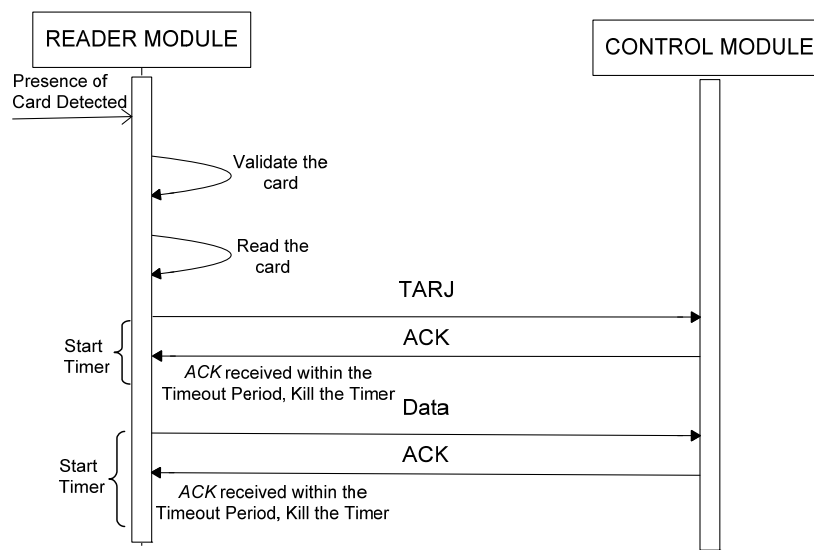 READER MODULE
CONTROL MODULE
Presence of
Card Detected
Validate the
card
Read the
card
TARJ
Start
Timer
ACK
ACK received within the
Timeout Period, Kill the Timer
Data
Start
Timer
ACK
ACK received within the
Timeout Period, Kill the Timer